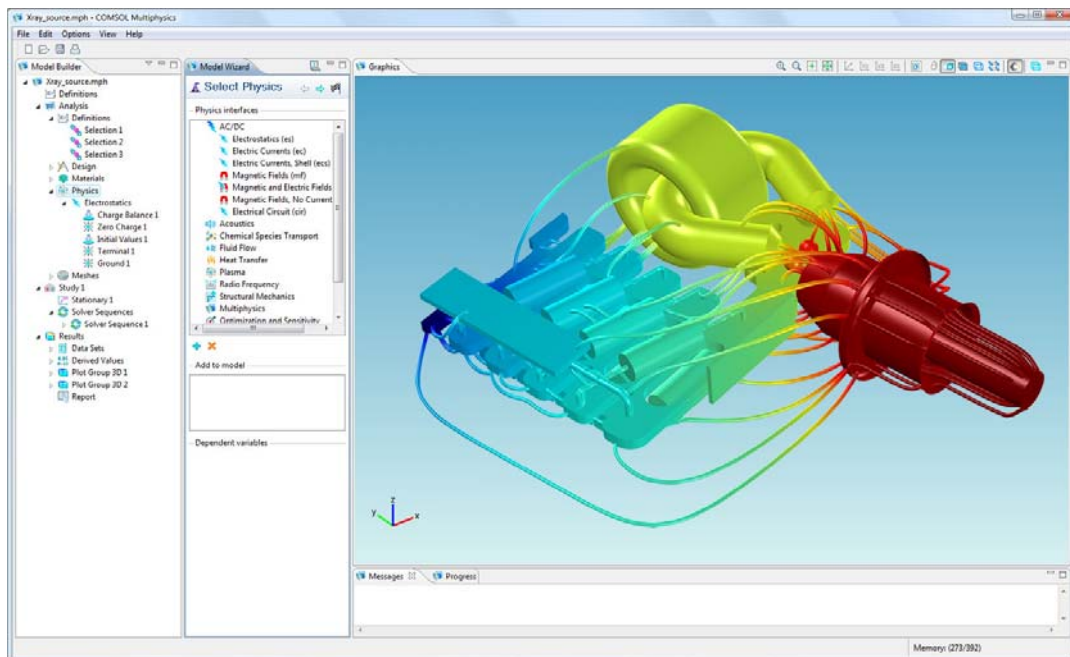 Xray_source.mph - COMSOL Multiphysics
File Edit Options View Help
Model Builder
Xray_source.mph
Definitions
Analysis
Definitions
Selection 1
Selection 2
Selection 3
Design
Materials
Physics
Electrostatics
Charge Balance 1
Zero Charge 1
Initial Values 1
Terminal 1
Ground 1
Meshes
Study 1
Stationary 1
Solver Sequences
Solver Sequence 1
Results
Data Sets
Derived Values
Plot Group 3D 1
Plot Group 3D 2
Report
Model Wizard
Select Physics
Physics interfaces
AC/DC
Electrostatics (es)
Electric Currents (ec)
Electric Currents, Shell (ecs)
Magnetic Fields (mf)
Magnetic and Electric Fields
Magnetic Fields, No Current
Electrical Circuit (cir)
Acoustics
Chemical Species Transport
Fluid Flow
Heat Transfer
Plasma
Radio Frequency
Structural Mechanics
Multiphysics
Optimization and Sensitivity
Add to model
Dependent variables
Graphics
z
y
x
Messages
Progress
Memory: (273/392)